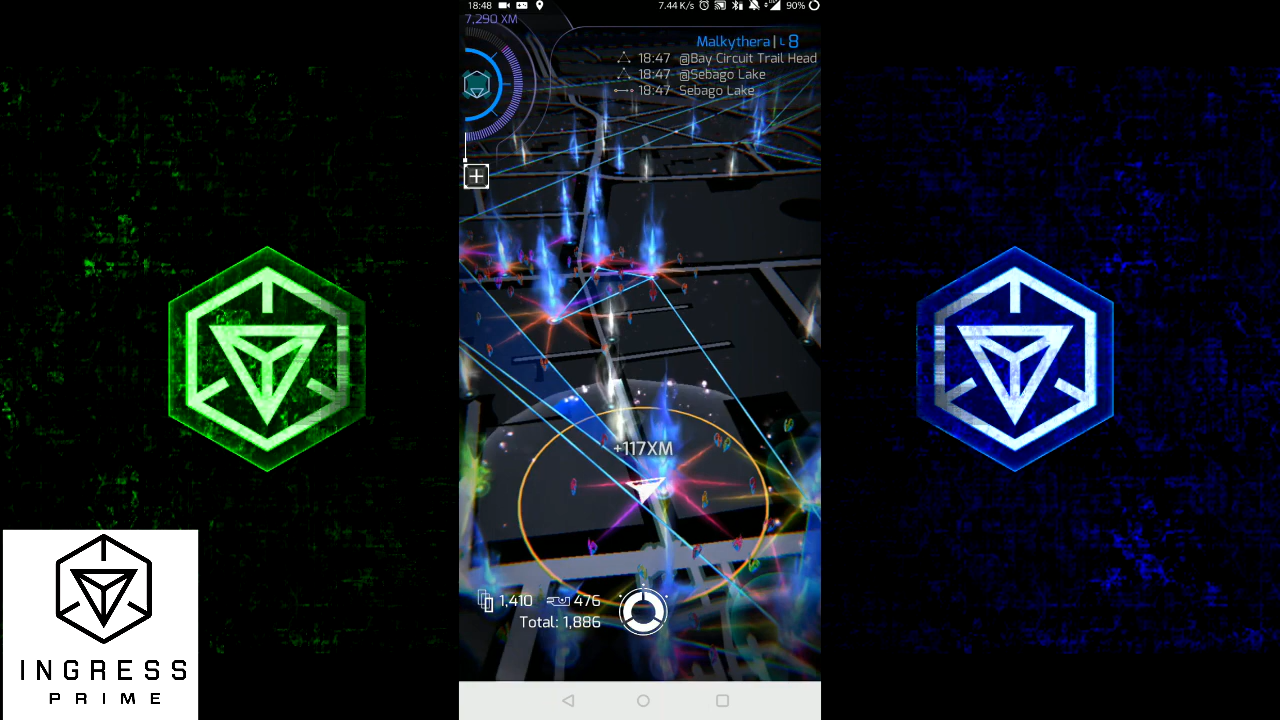 18:48 7.44 K/s 90%
7,290 XM
Malkythera | L 8
18:47 @Bay Circuit Trail Head
18:47 @Sebago Lake
18:47 Sebago Lake
+117XM
1,410 476
Total: 1,886
INGRESS
PRIME